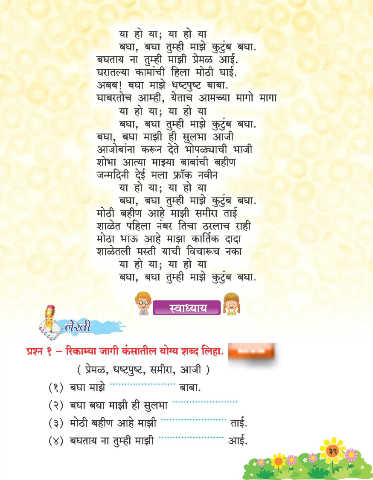 या हो या; या हो या
बघा, बघा तुम्ही माझे कुटुंब बघा.
बघताय ना तुम्ही माझी प्रेमळ आई.
घरातल्या कामांची हिला मोठी घाई.
अबब! बघा माझे धष्टपुष्ट बाबा.
घाबरतोच आम्ही, येताच आमच्या मागे मागा
या हो या; या हो या
बघा, बघा तुम्ही माझे कुटुंब बघा.
बघा, बघा माझी ही सुलभा आजी
आजोबांना करून देते भोपळ्याची भाजी
शोभा आत्या माझ्या बाबांची बहीण
जन्मदिनी देई मला फ्रॉक नवीन
या हो या; या हो या
बघा, बघा तुम्ही माझे कुटुंब बघा.
मोठी बहीण आहे माझी समीरा ताई
शाळेत पहिला नंबर तिचा ठरलाच राही
मोठा भाऊ आहे माझा कार्तिक दादा
शाळेतली मस्ती याची विचारूच नका
या हो या; या हो या
बघा, बघा तुम्ही माझे कुटुंब बघा.
स्वाध्याय
लेखी
प्रश्न १ – रिकाम्या जागी कंसातील योग्य शब्द लिहा.
( प्रेमळ, धष्टपुष्ट, समीरा, आजी )
(१) बघा माझे ........................ बाबा.
(२) बघा बघा माझी ही सुलभा ........................
(३) मोठी बहीण आहे माझी ........................ ताई.
(४) बघताय ना तुम्ही माझी ........................ आई.